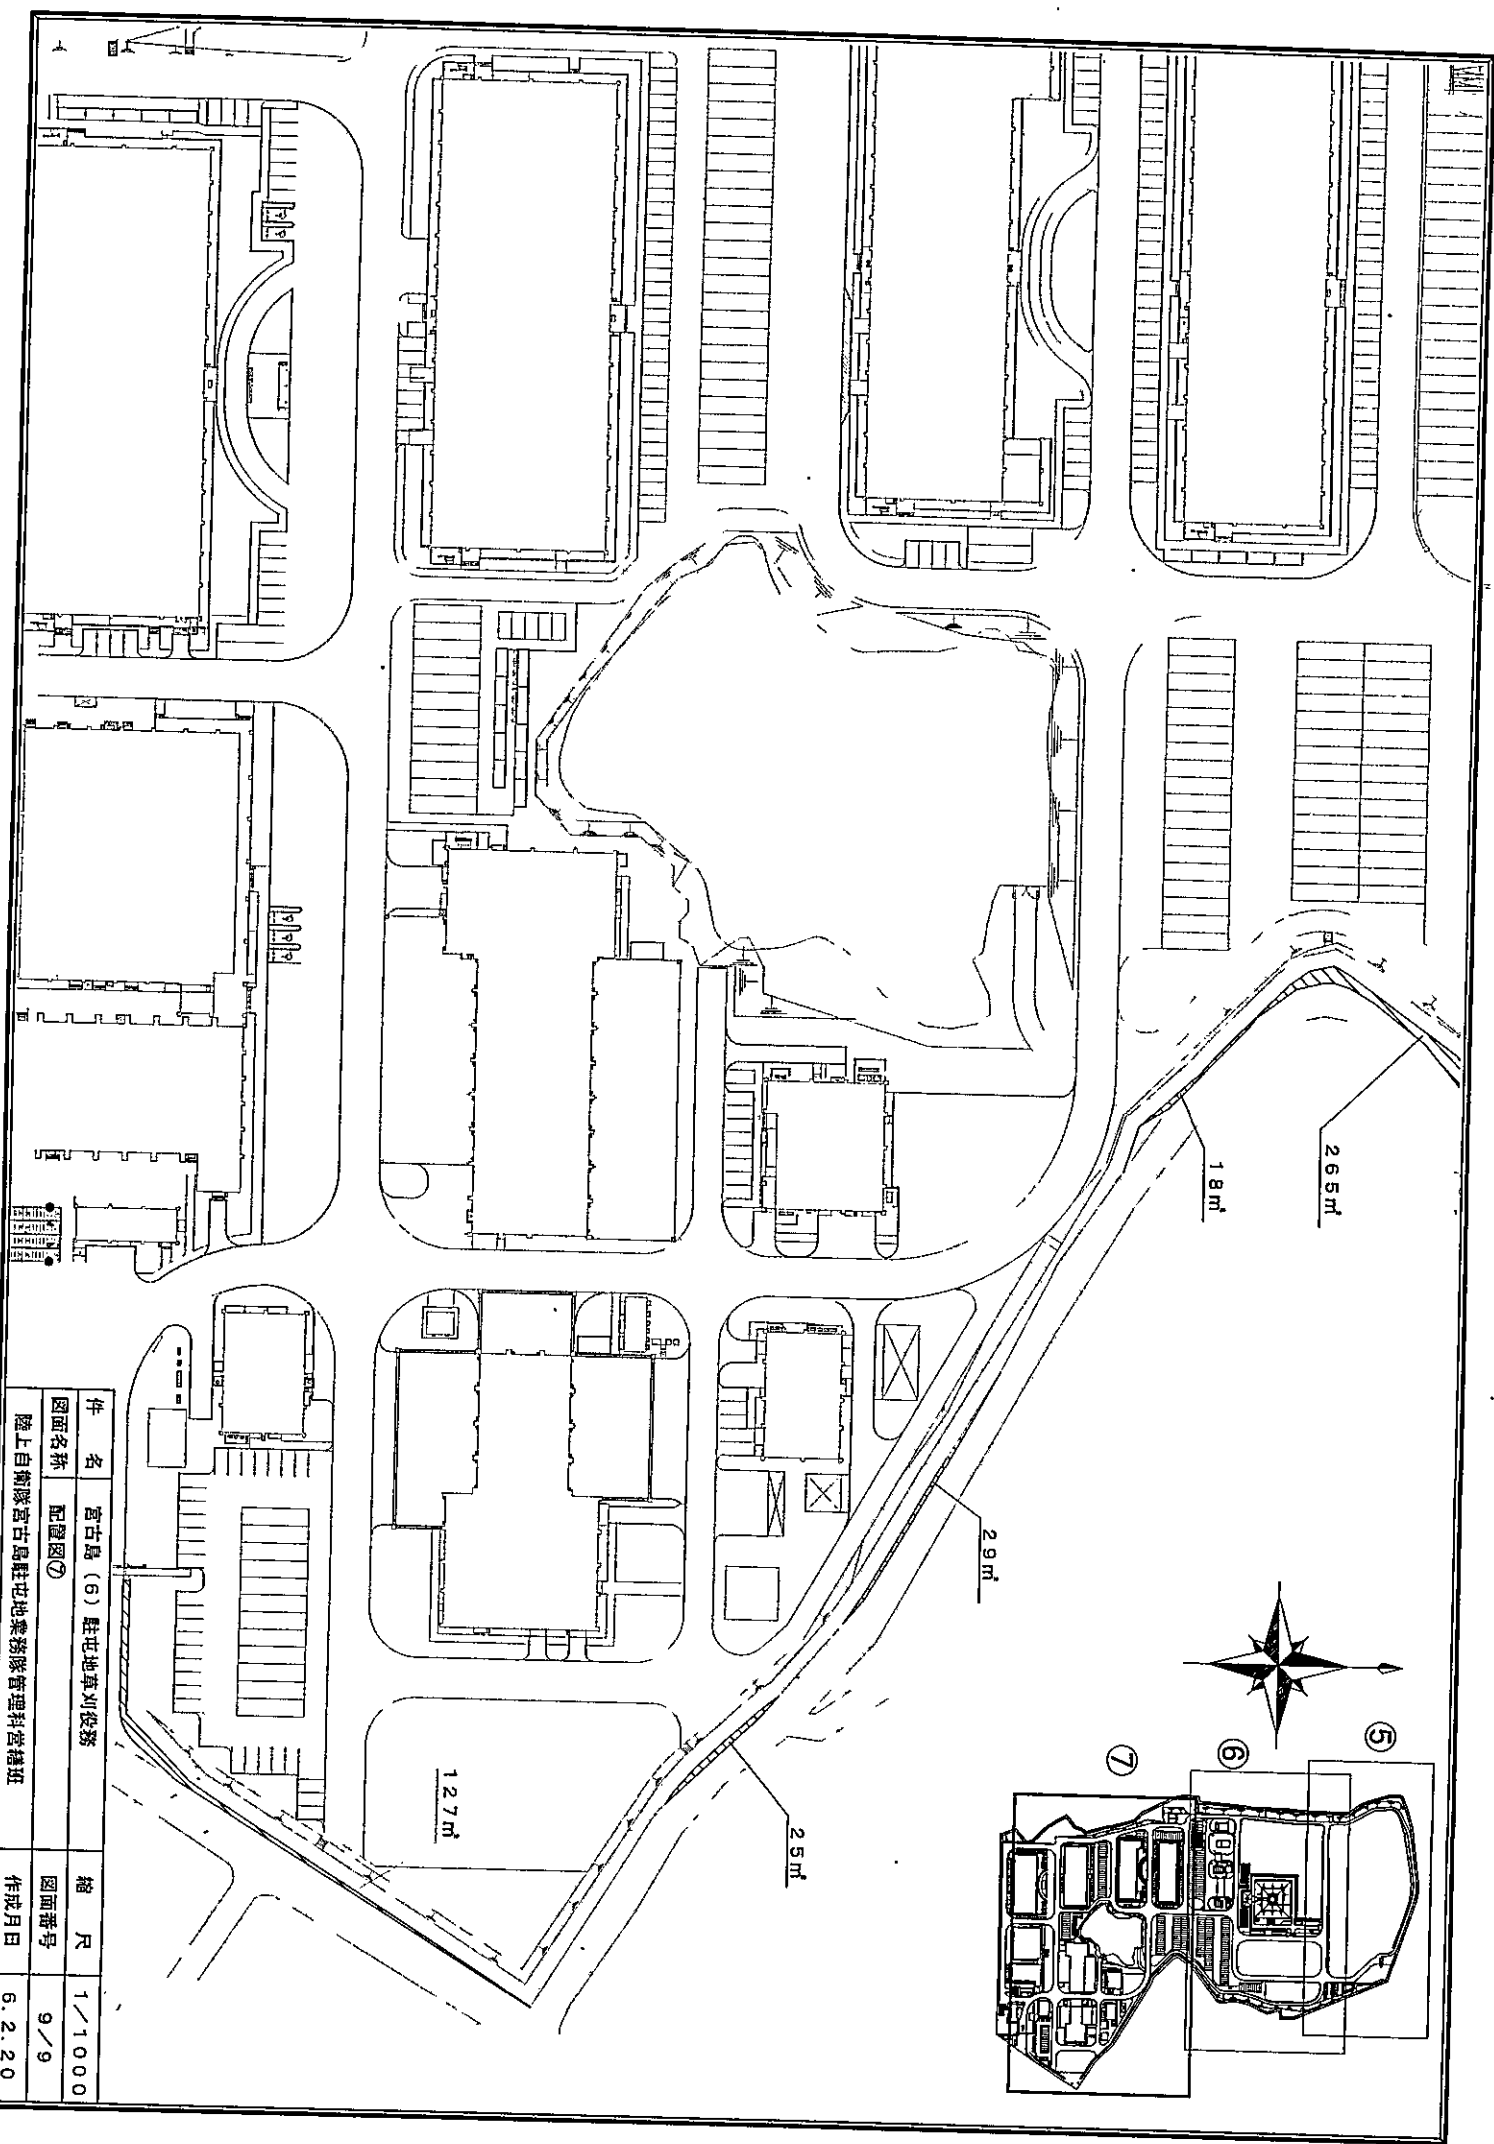 265㎡
18㎡
29㎡
25㎡
127㎡
⑤
⑥
⑦
件名 宮古島(6)駐屯地草刈役務 縮尺 1/1000
図面名称 配置図⑦ 図面番号 9/9
陸上自衛隊宮古島駐屯地業務隊管理科営繕班 作成月日 6.2.20